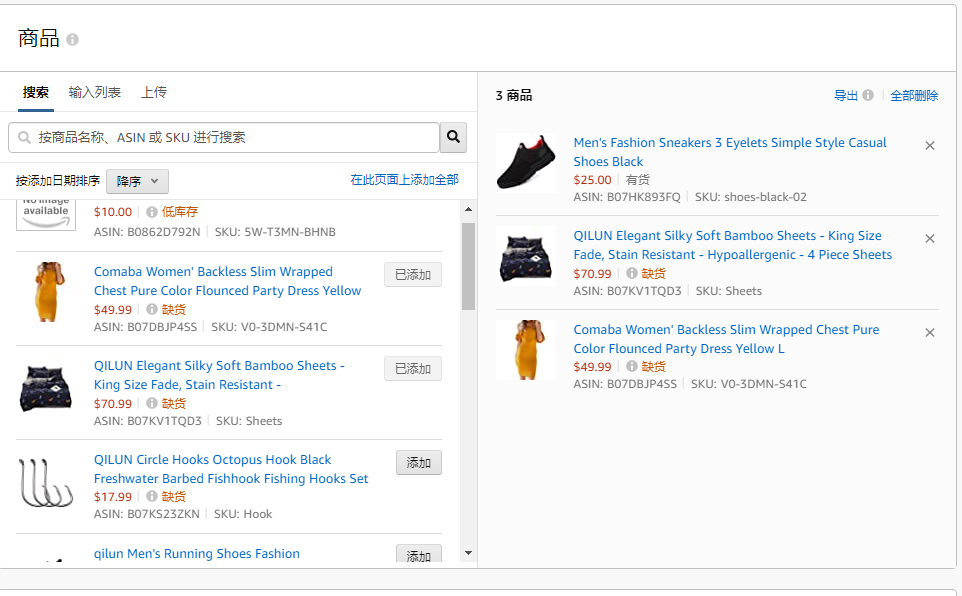 商品
搜索 输入列表 上传
按商品名称、ASIN 或 SKU 进行搜索
按添加日期排序 降序 在此页面上添加全部
No image
available
$10.00 低库存
ASIN: B0862D792N SKU: 5W-T3MN-BHNB
Comaba Women' Backless Slim Wrapped
Chest Pure Color Flounced Party Dress Yellow
已添加
$49.99 缺货
ASIN: B07DBJP4SS SKU: V0-3DMN-S41C
QILUN Elegant Silky Soft Bamboo Sheets -
King Size Fade, Stain Resistant -
已添加
$70.99 缺货
ASIN: B07KV1TQD3 SKU: Sheets
QILUN Circle Hooks Octopus Hook Black
Freshwater Barbed Fishhook Fishing Hooks Set
添加
$17.99 缺货
ASIN: B07KS23ZKN SKU: Hook
qilun Men's Running Shoes Fashion
添加
3 商品
导出 全部删除
Men's Fashion Sneakers 3 Eyelets Simple Style Casual
Shoes Black
$25.00 有货
ASIN: B07HK893FQ SKU: shoes-black-02
QILUN Elegant Silky Soft Bamboo Sheets - King Size
Fade, Stain Resistant - Hypoallergenic - 4 Piece Sheets
$70.99 缺货
ASIN: B07KV1TQD3 SKU: Sheets
Comaba Women' Backless Slim Wrapped Chest Pure
Color Flounced Party Dress Yellow L
$49.99 缺货
ASIN: B07DBJP4SS SKU: V0-3DMN-S41C